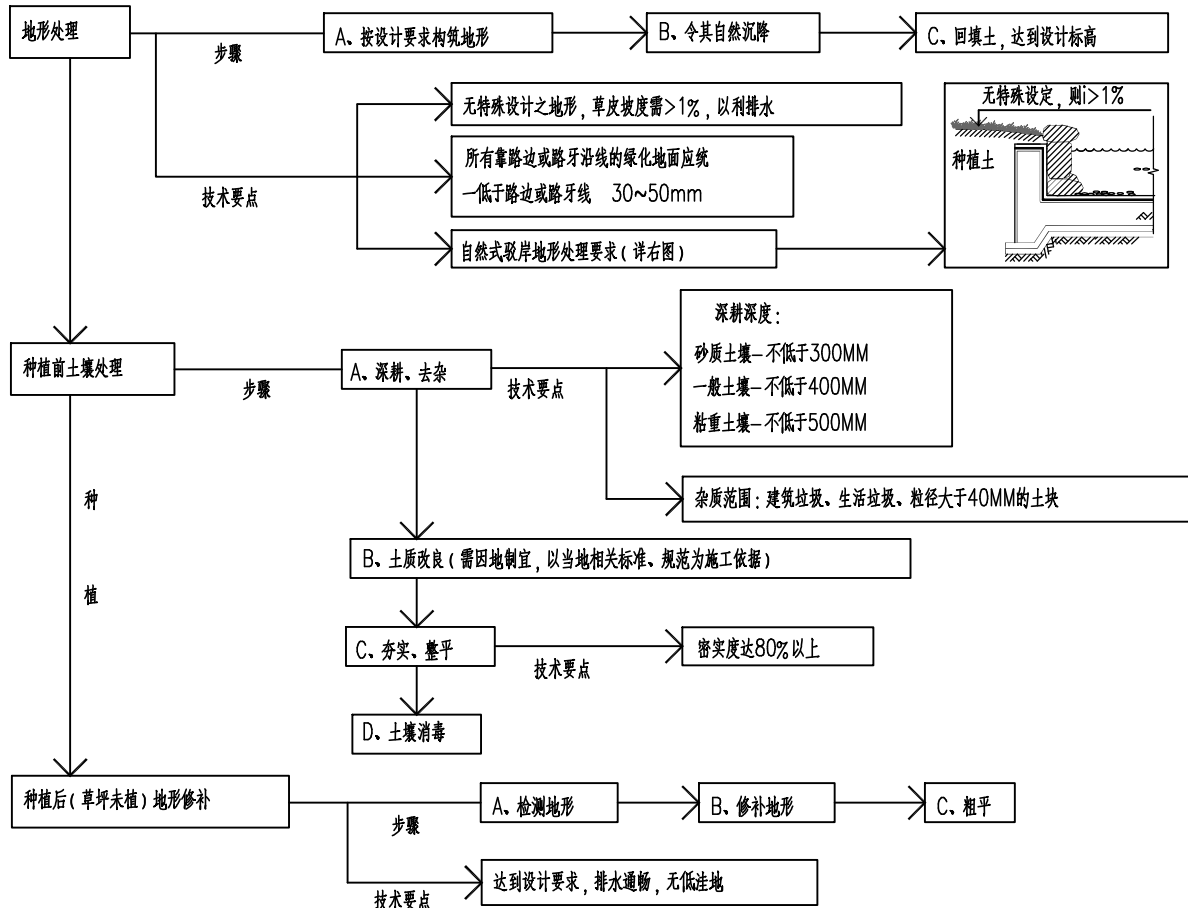 地形处理
步骤
A、按设计要求构筑地形
B、令其自然沉降
C、回填土，达到设计标高
技术要点
无特殊设计之地形，草皮坡度需>1%，以利排水
所有靠路边或路牙沿线的绿化地面应统
一低于路边或路牙线 30~50mm
自然式驳岸地形处理要求(详右图)
无特殊设定，则i>1%
种植土
种植前土壤处理
步骤
A、深耕、去杂
技术要点
深耕深度：
砂质土壤—不低于300MM
一般土壤—不低于400MM
粘重土壤—不低于500MM
杂质范围：建筑垃圾、生活垃圾、粒径大于40MM的土块
B、土质改良(需因地制宜，以当地相关标准、规范为施工依据)
C、夯实、整平
技术要点
密实度达80%以上
D、土壤消毒
种
植
种植后(草坪未植)地形修补
步骤
A、检测地形
B、修补地形
C、粗平
技术要点
达到设计要求，排水通畅，无低洼地